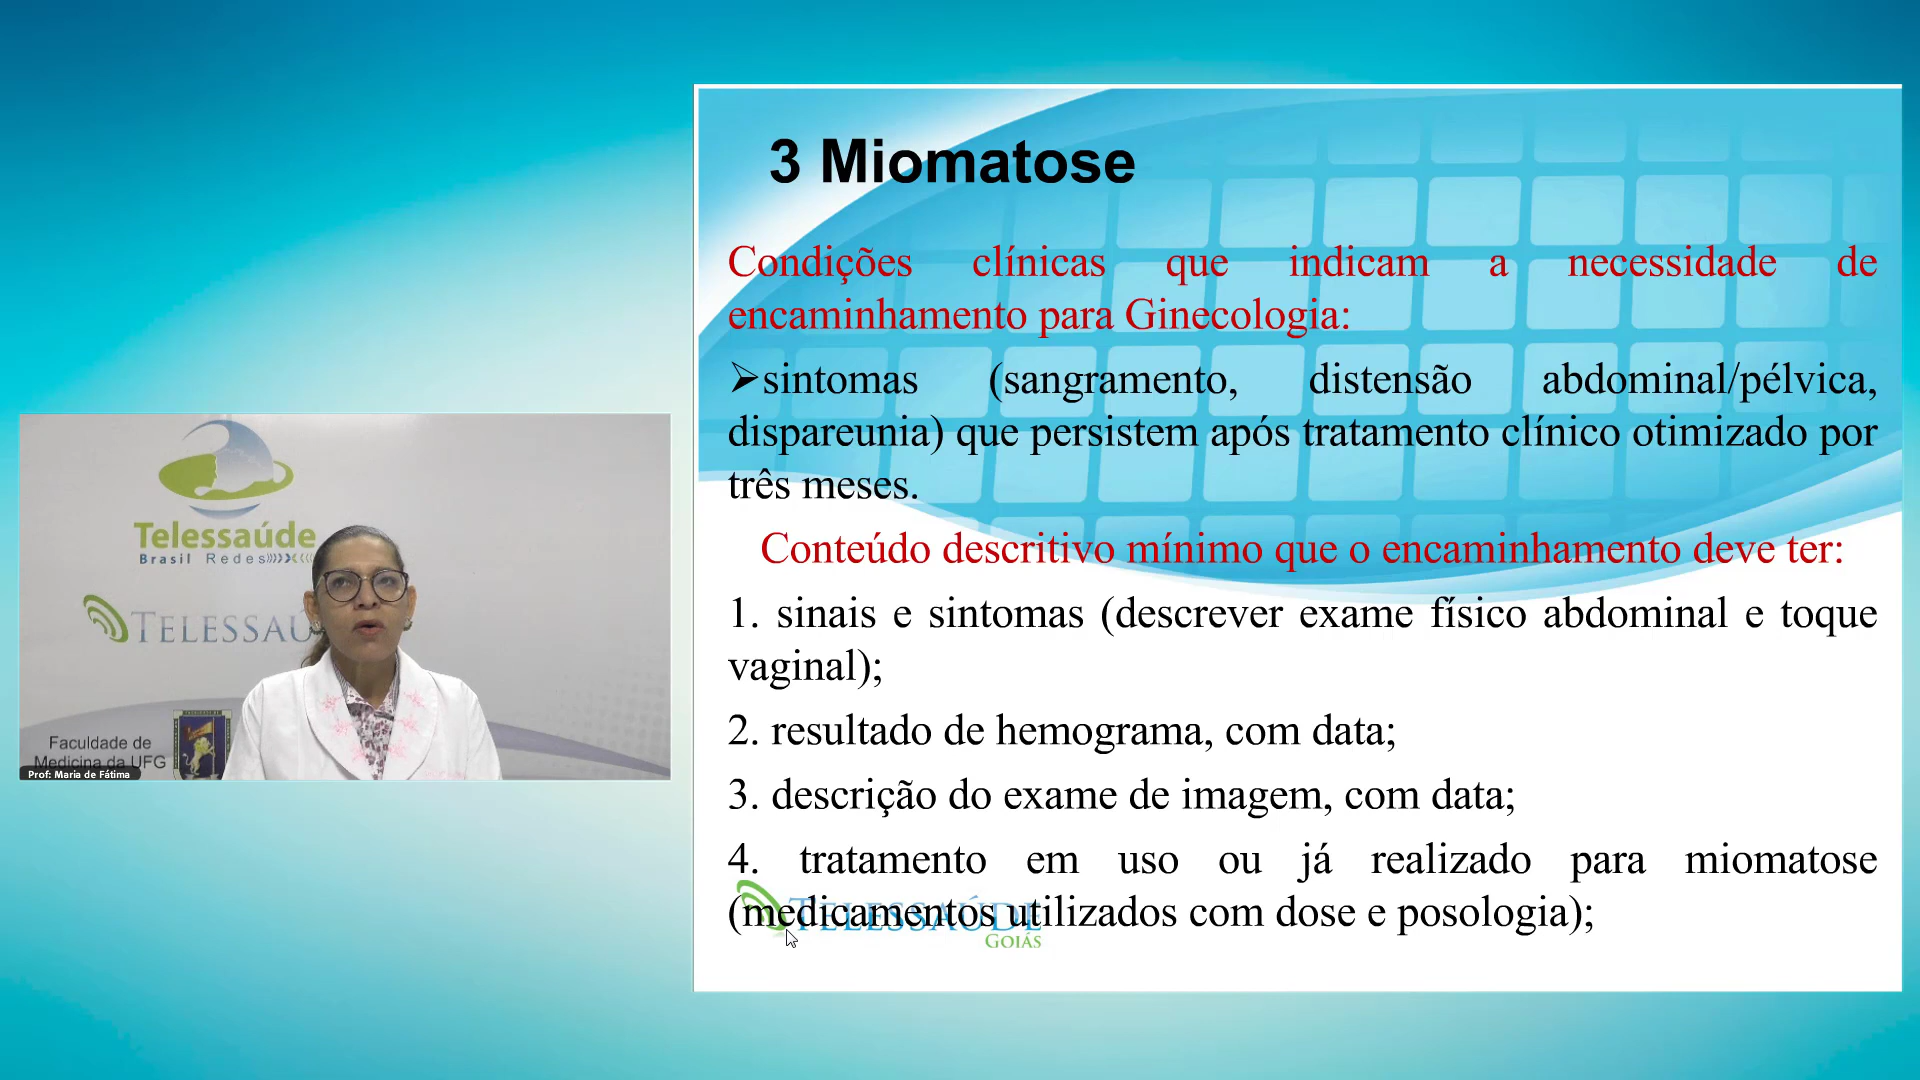 3 Miomatose
Condições clínicas que indicam a necessidade de
encaminhamento para Ginecologia:
➢sintomas (sangramento, distensão abdominal/pélvica,
dispareunia) que persistem após tratamento clínico otimizado por
três meses.
Conteúdo descritivo mínimo que o encaminhamento deve ter:
1. sinais e sintomas (descrever exame físico abdominal e toque
vaginal);
2. resultado de hemograma, com data;
3. descrição do exame de imagem, com data;
4. tratamento em uso ou já realizado para miomatose
(medicamentos utilizados com dose e posologia);
TELESSAÚDE
GOIÁS
Telessaúde
Brasil Redes
TELESSAÚ
Faculdade de
Medicina da UFG
Prof: Maria de Fátima